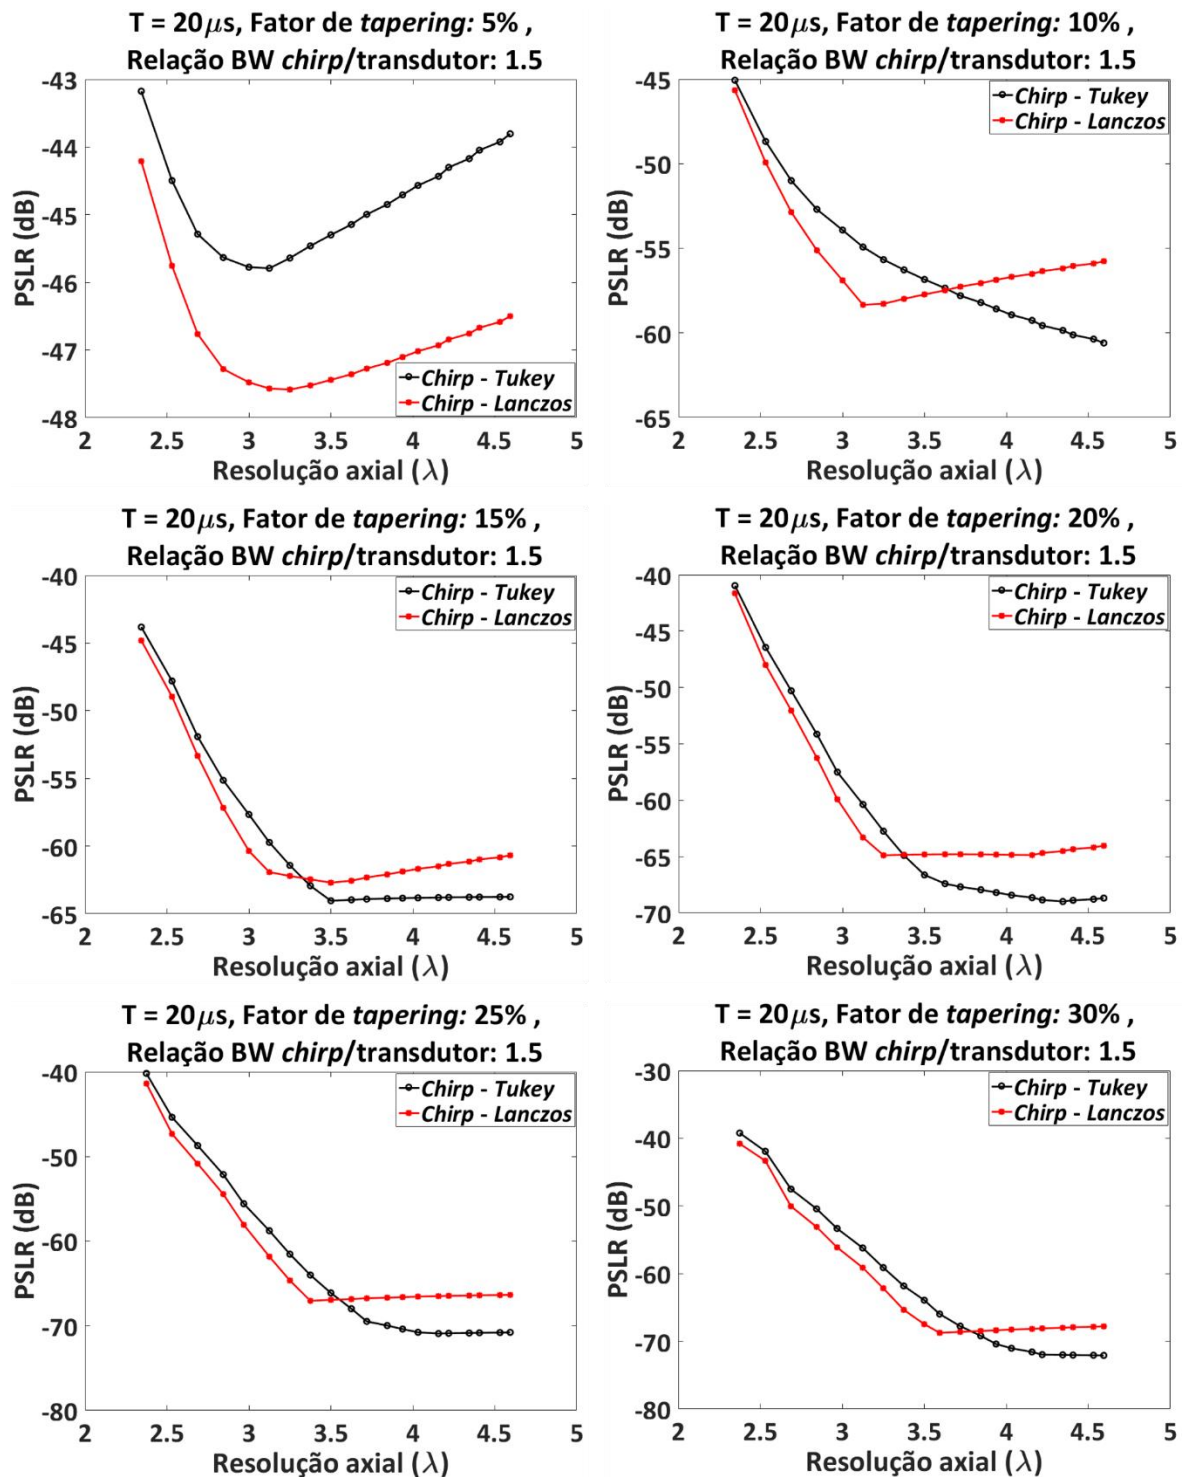 T = 20μs, Fator de tapering: 5% ,
Relação BW chirp/transdutor: 1.5
-43
-44
-45
-46
-47
-48
PSLR (dB)
Chirp - Tukey
Chirp - Lanczos
2 2.5 3 3.5 4 4.5 5
Resolução axial (λ)
T = 20μs, Fator de tapering: 10% ,
Relação BW chirp/transdutor: 1.5
-45
-50
-55
-60
-65
PSLR (dB)
Chirp - Tukey
Chirp - Lanczos
2 2.5 3 3.5 4 4.5 5
Resolução axial (λ)
T = 20μs, Fator de tapering: 15% ,
Relação BW chirp/transdutor: 1.5
-40
-45
-50
-55
-60
-65
PSLR (dB)
Chirp - Tukey
Chirp - Lanczos
2 2.5 3 3.5 4 4.5 5
Resolução axial (λ)
T = 20μs, Fator de tapering: 20% ,
Relação BW chirp/transdutor: 1.5
-40
-45
-50
-55
-60
-65
-70
PSLR (dB)
Chirp - Tukey
Chirp - Lanczos
2 2.5 3 3.5 4 4.5 5
Resolução axial (λ)
T = 20μs, Fator de tapering: 25% ,
Relação BW chirp/transdutor: 1.5
-40
-50
-60
-70
-80
PSLR (dB)
Chirp - Tukey
Chirp - Lanczos
2 2.5 3 3.5 4 4.5 5
Resolução axial (λ)
T = 20μs, Fator de tapering: 30% ,
Relação BW chirp/transdutor: 1.5
-30
-40
-50
-60
-70
-80
PSLR (dB)
Chirp - Tukey
Chirp - Lanczos
2 2.5 3 3.5 4 4.5 5
Resolução axial (λ)